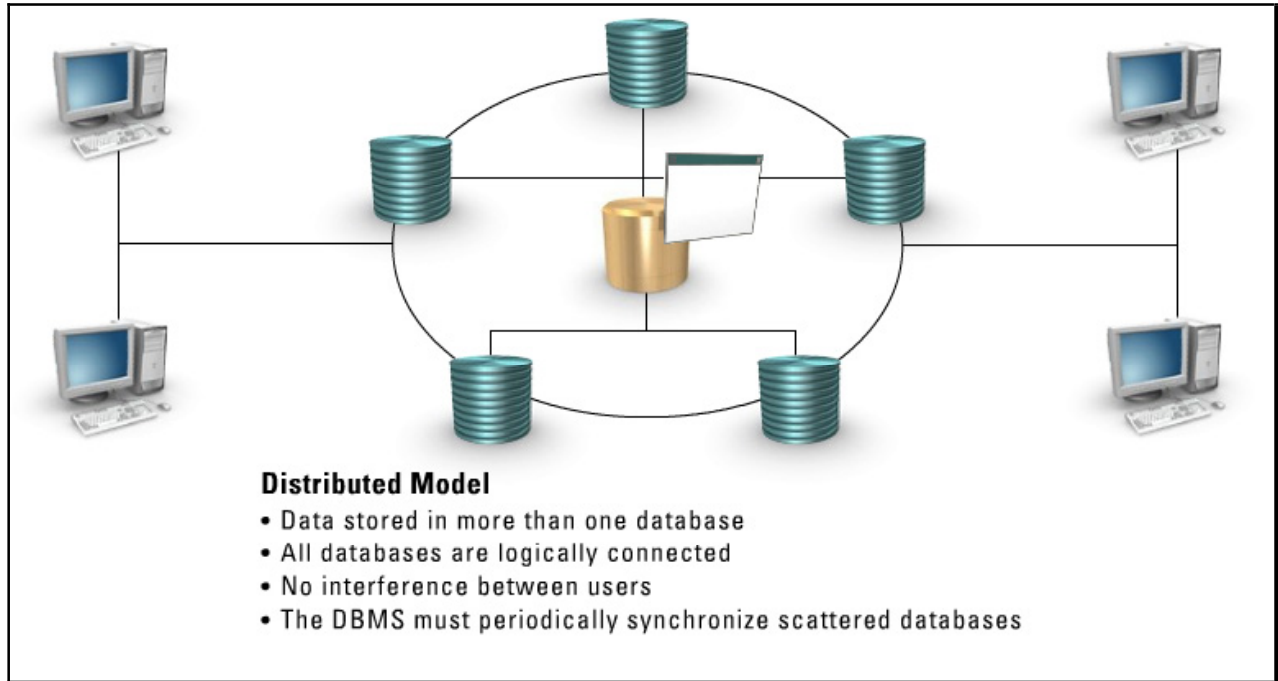 Distributed Model
• Data stored in more than one database
• All databases are logically connected
• No interference between users
• The DBMS must periodically synchronize scattered databases